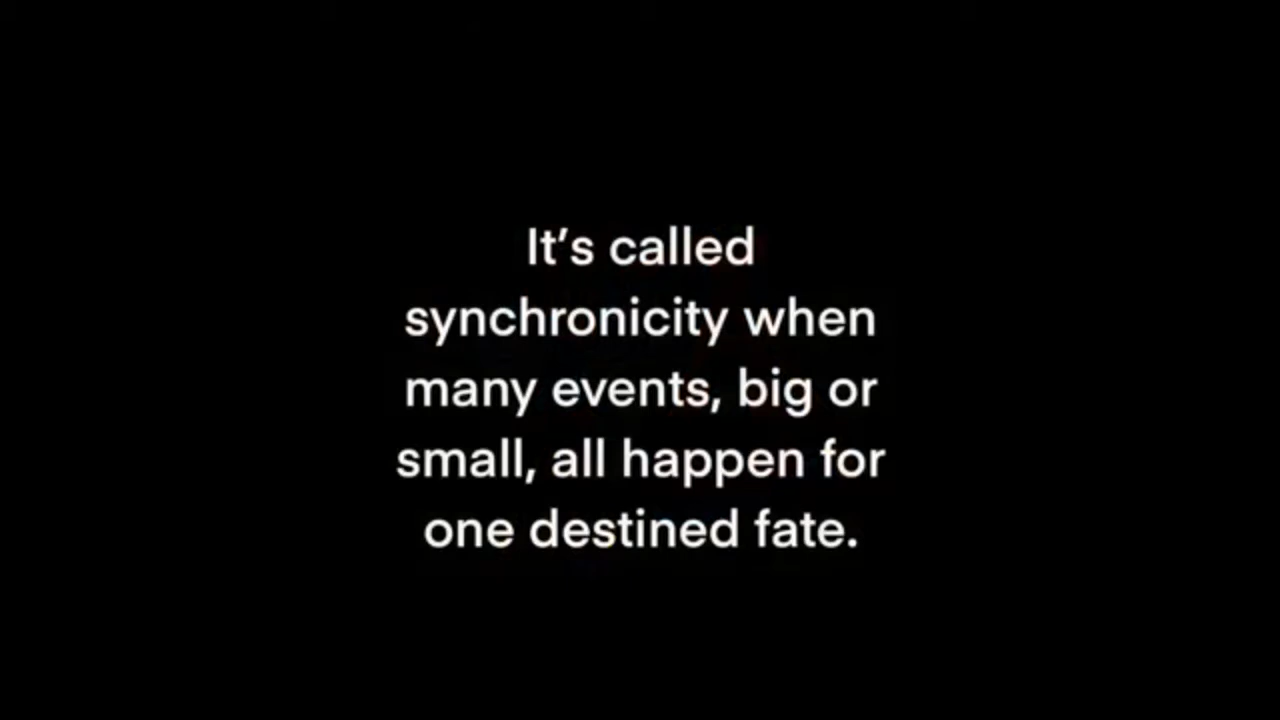 It’s called
synchronicity when
many events, big or
small, all happen for
one destined fate.